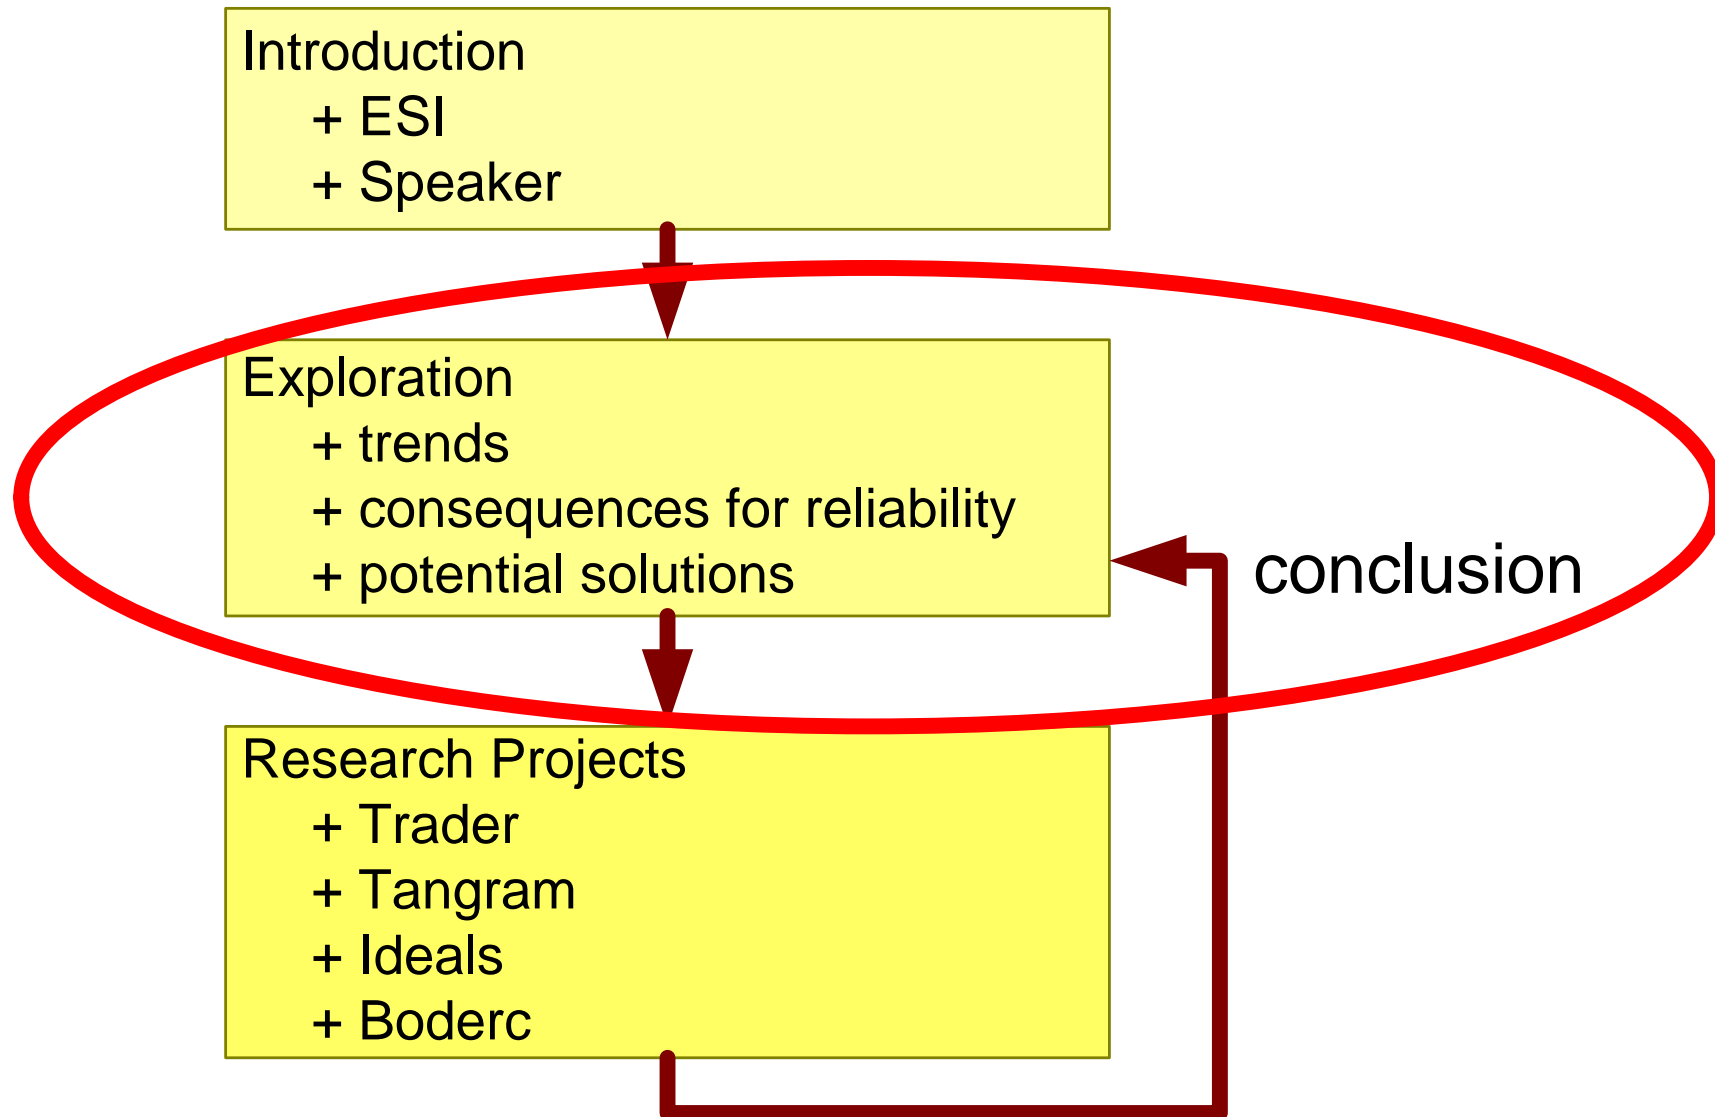 Introduction
+ ESI
+ Speaker
Exploration
+ trends
+ consequences for reliability
+ potential solutions
conclusion
Research Projects
+ Trader
+ Tangram
+ Ideals
+ Boderc